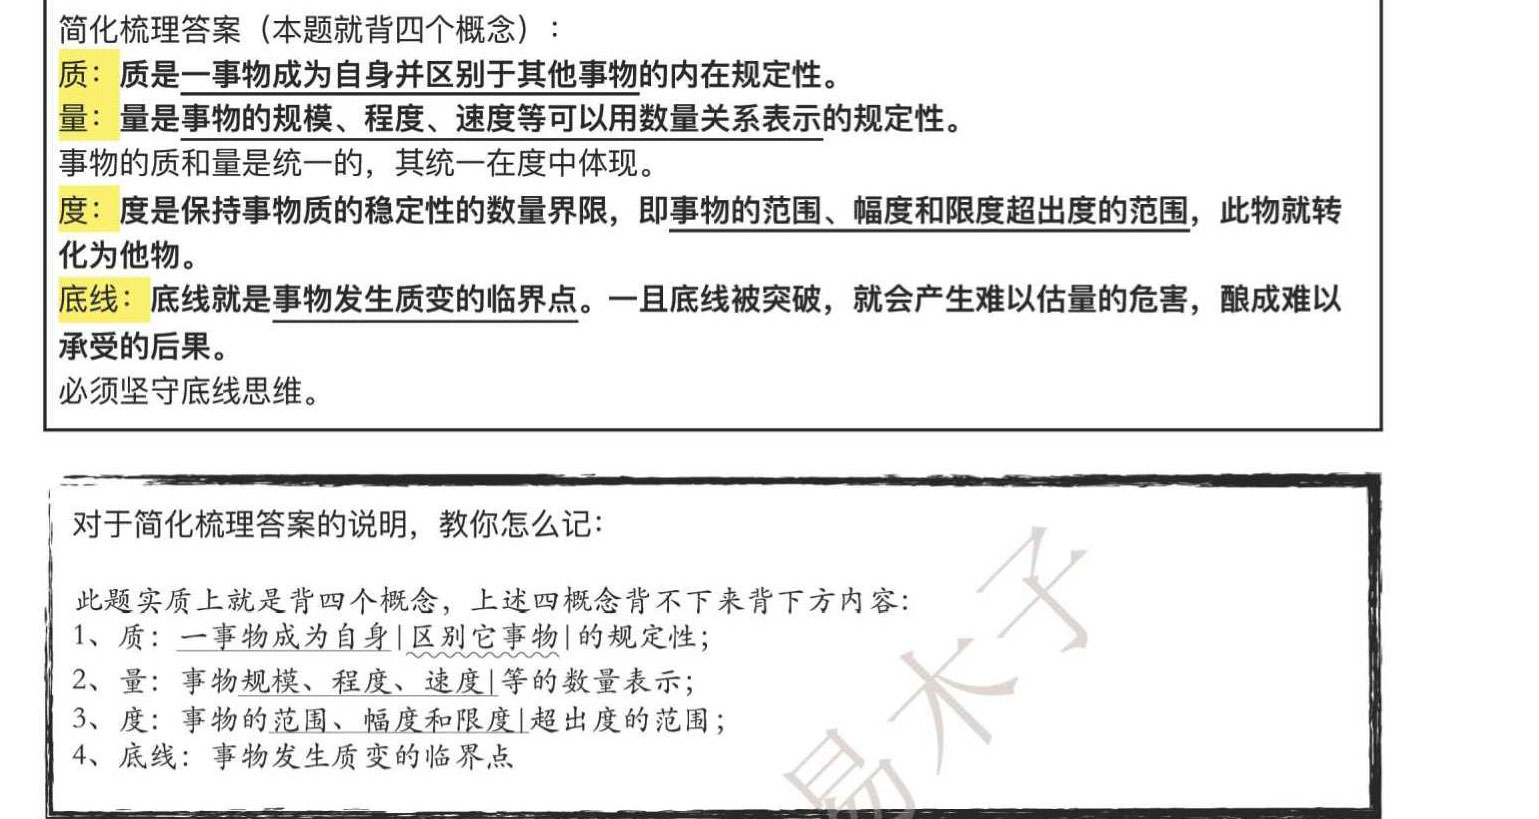 简化梳理答案（本题就背四个概念）:
质：质是一事物成为自身并区别于其他事物的内在规定性。
量：量是事物的规模、程度、速度等可以用数量关系表示的规定性。
事物的质和量是统一的，其统一在度中体现。
度：度是保持事物质的稳定性的数量界限，即事物的范围、幅度和限度超出度的范围，此物就转
化为他物。
底线：底线就是事物发生质变的临界点。一旦底线被突破，就会产生难以估量的危害，酿成难以
承受的后果。
必须坚守底线思维。
对于简化梳理答案的说明，教你怎么记：
此题实质上就是背四个概念，上述四概念背不下来背下方内容：
1、质：一事物成为自身|区别它事物|的规定性；
2、量：事物规模、程度、速度|等的数量表示；
3、度：事物的范围、幅度和限度|超出度的范围；
4、底线：事物发生质变的临界点
易木子